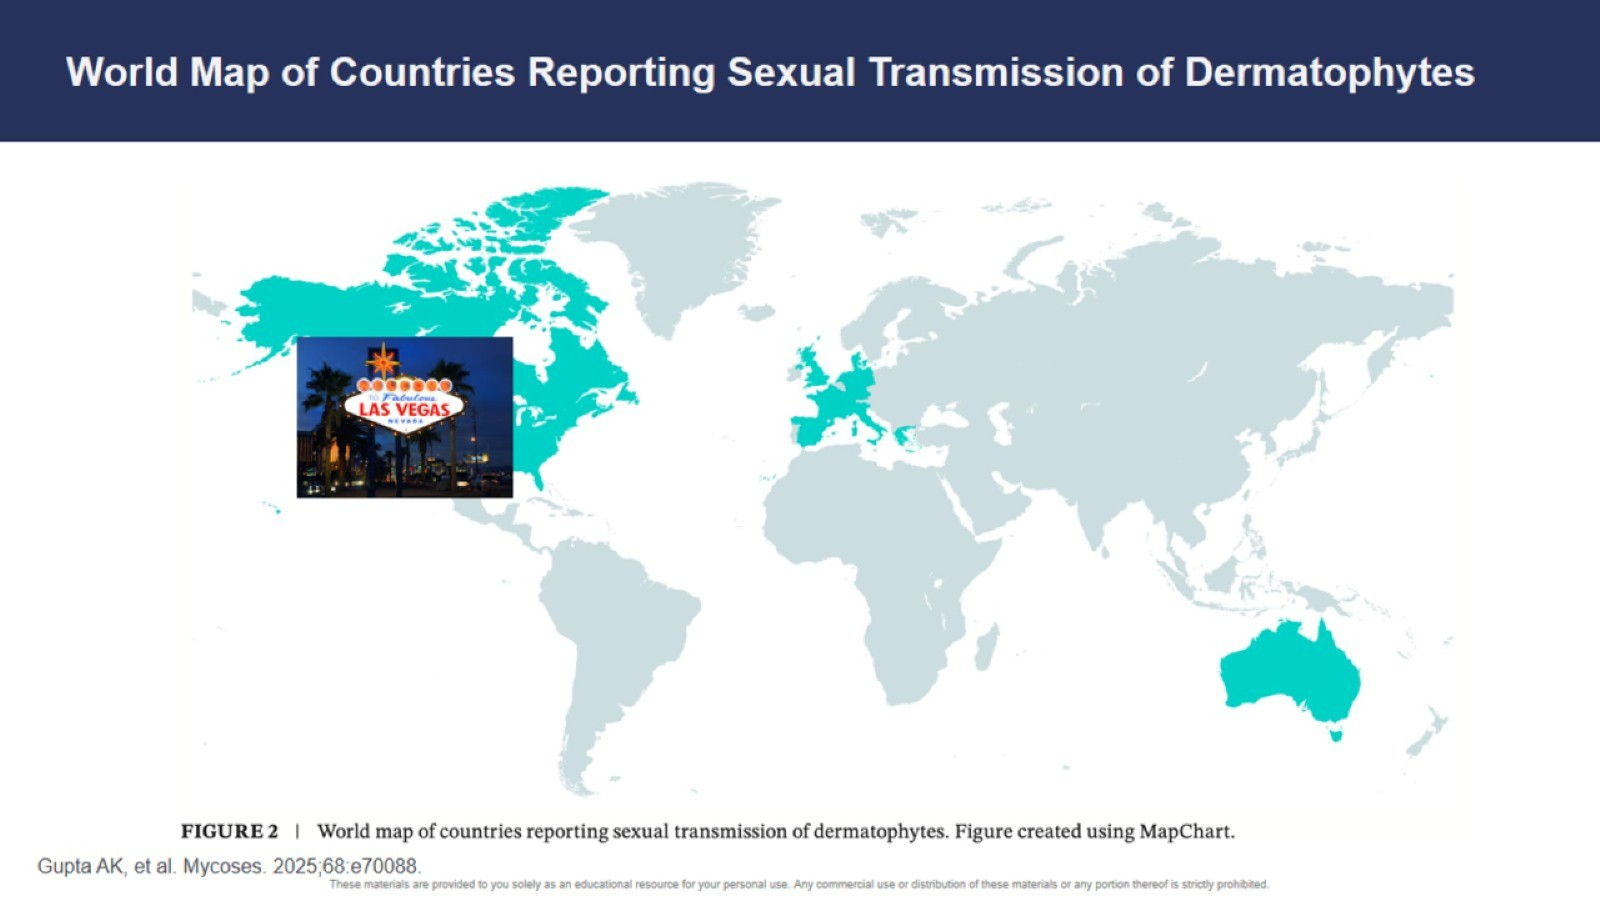 World Map of Countries Reporting Sexual Transmission of Dermatophytes
WELCOME
TO Fabulous
LAS VEGAS
NEVADA
FIGURE 2 | World map of countries reporting sexual transmission of dermatophytes. Figure created using MapChart.
Gupta AK, et al. Mycoses. 2025;68:e70088.
These materials are provided to you solely as an educational resource for your personal use. Any commercial use or distribution of these materials or any portion thereof is strictly prohibited.